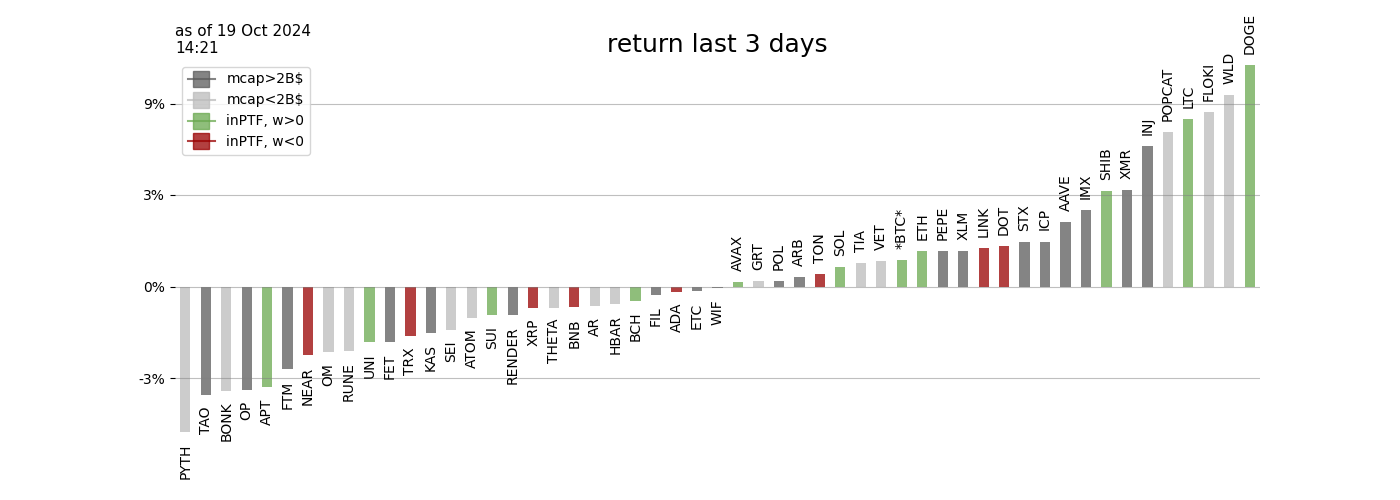 as of 19 Oct 2024
14:21
return last 3 days
mcap>2B$
mcap<2B$
inPTF, w>0
inPTF, w<0
9%
3%
0%
-3%
PYTH
TAO
BONK
OP
APT
FTM
NEAR
OM
RUNE
UNI
FET
TRX
KAS
SEI
ATOM
SUI
RENDER
XRP
THETA
BNB
AR
HBAR
BCH
FIL
ADA
ETC
WIF
AVAX
GRT
POL
ARB
TON
SOL
TIA
VET
*BTC*
ETH
PEPE
XLM
LINK
DOT
STX
ICP
AAVE
IMX
SHIB
XMR
INJ
POPCAT
LTC
FLOKI
WLD
DOGE